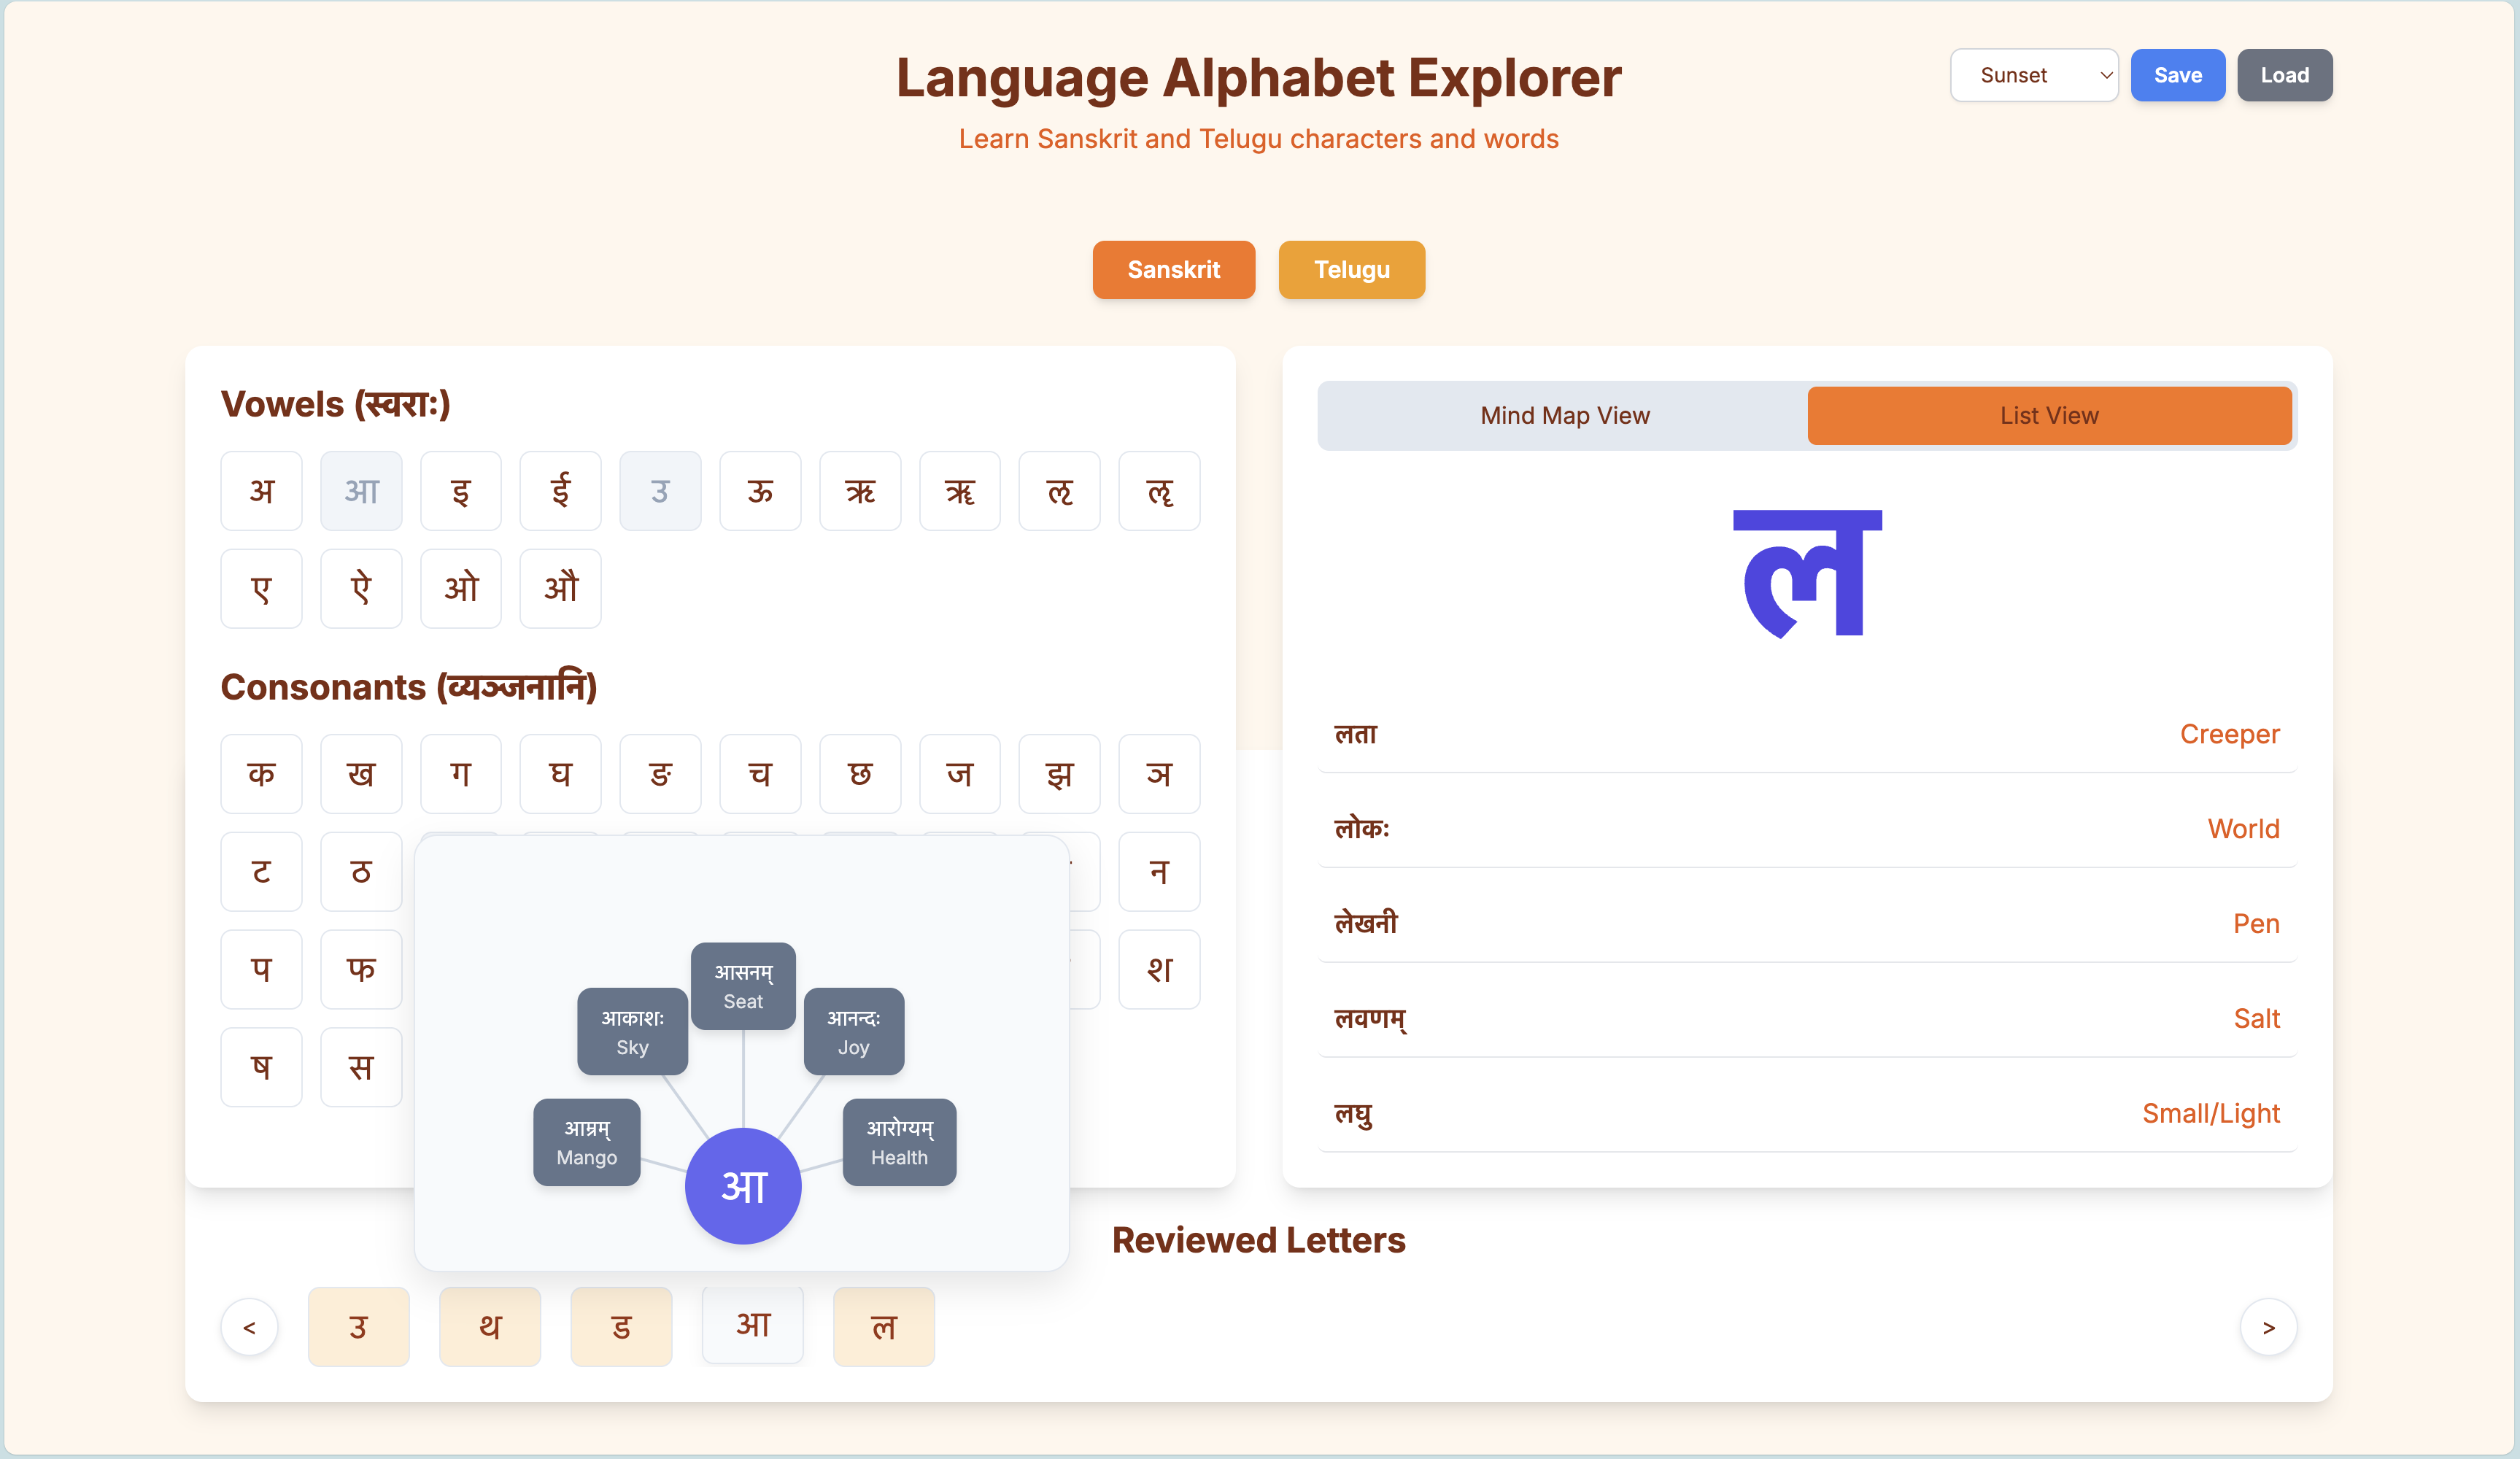 Language Alphabet Explorer
Learn Sanskrit and Telugu characters and words
Sunset
Save
Load
Sanskrit
Telugu
Vowels (स्वराः)
अ आ इ ई उ ऊ ऋ ॠ ऌ ॡ
ए ऐ ओ औ
Consonants (व्यञ्जनानि)
क ख ग घ ङ च छ ज झ ञ
ट ठ न
प फ श
ष स
आसनम्
Seat
आकाशः
Sky
आनन्दः
Joy
आम्रम्
Mango
आरोग्यम्
Health
आ
Mind Map View
List View
ल
लता Creeper
लोकः World
लेखनी Pen
लवणम् Salt
लघु Small/Light
Reviewed Letters
< उ थ ड आ ल >